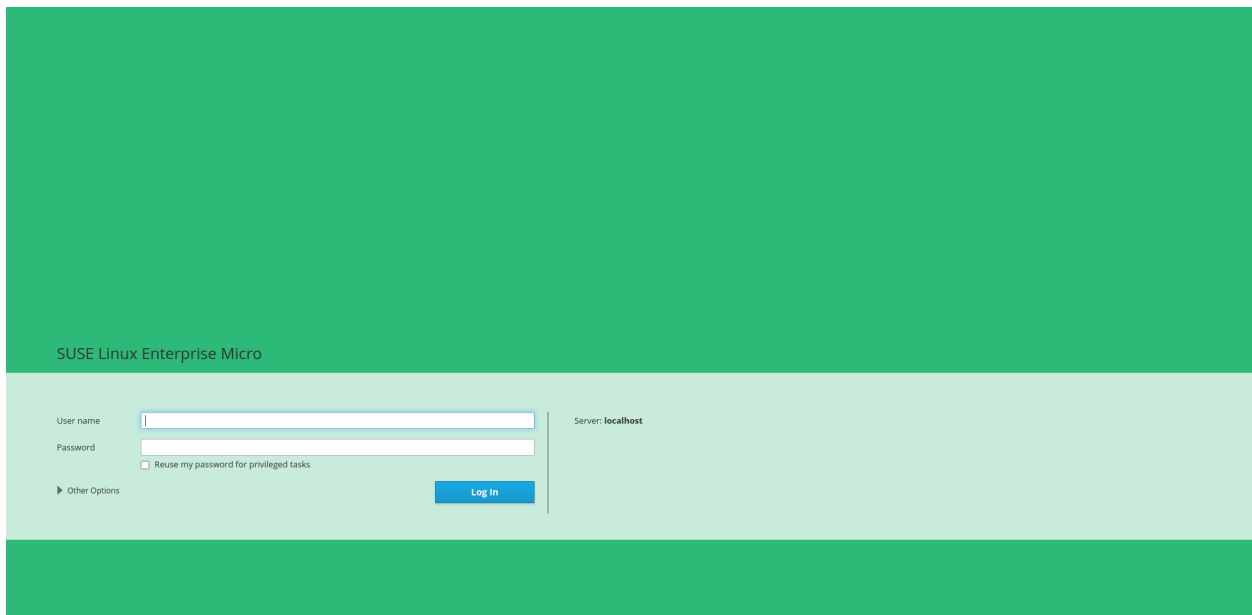 SUSE Linux Enterprise Micro
User name
Server: localhost
Password
Reuse my password for privileged tasks
Other Options
Log In